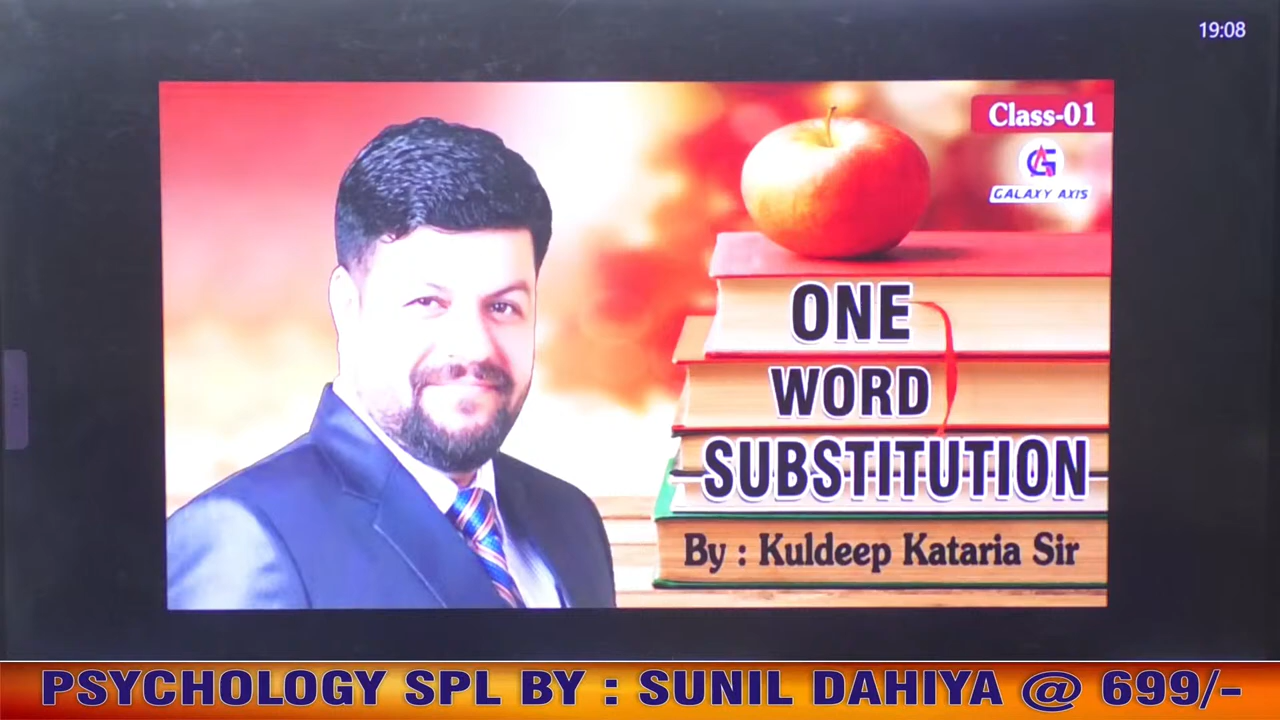 19:08
Class-01
GALAXY AXIS
ONE
WORD
SUBSTITUTION
By : Kuldeep Kataria Sir
PSYCHOLOGY SPL BY : SUNIL DAHIYA @ 699/-